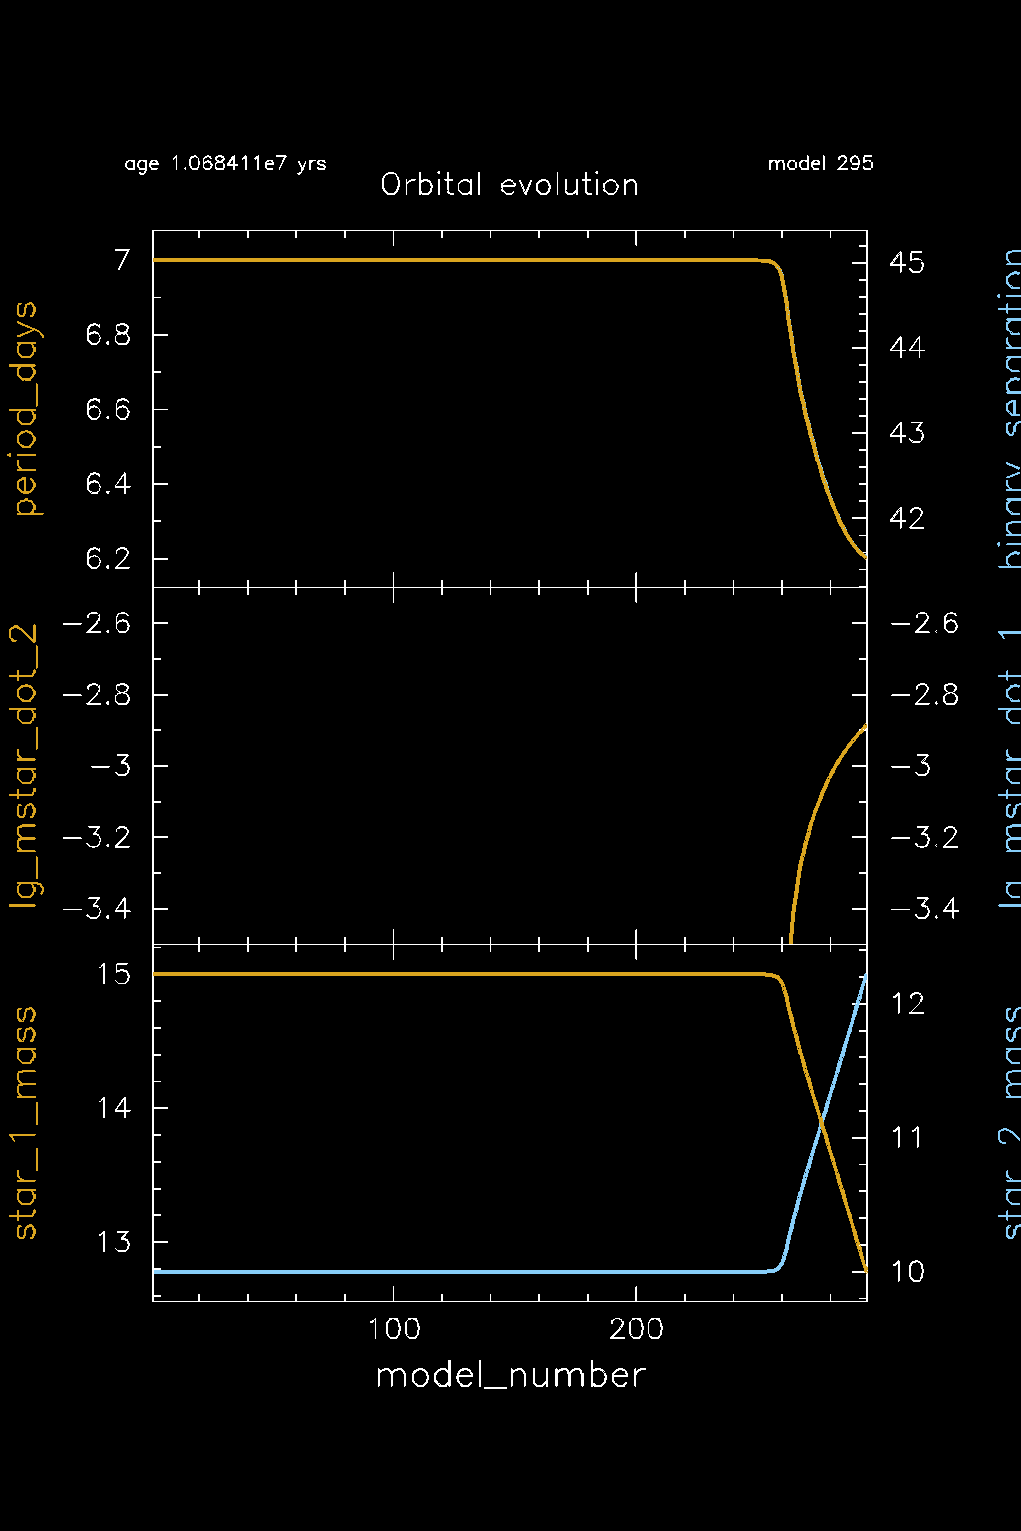 age 1.068411e7 yrs
model 295
Orbital evolution
period_days
7
6.8
6.6
6.4
6.2
45
44
43
42
binary_separation
lg_mstar_dot_2
−2.6
−2.8
−3
−3.2
−3.4
−2.6
−2.8
−3
−3.2
−3.4
lg_mstar_dot_1
star_1_mass
15
14
13
12
11
10
star_2_mass
100
200
model_number